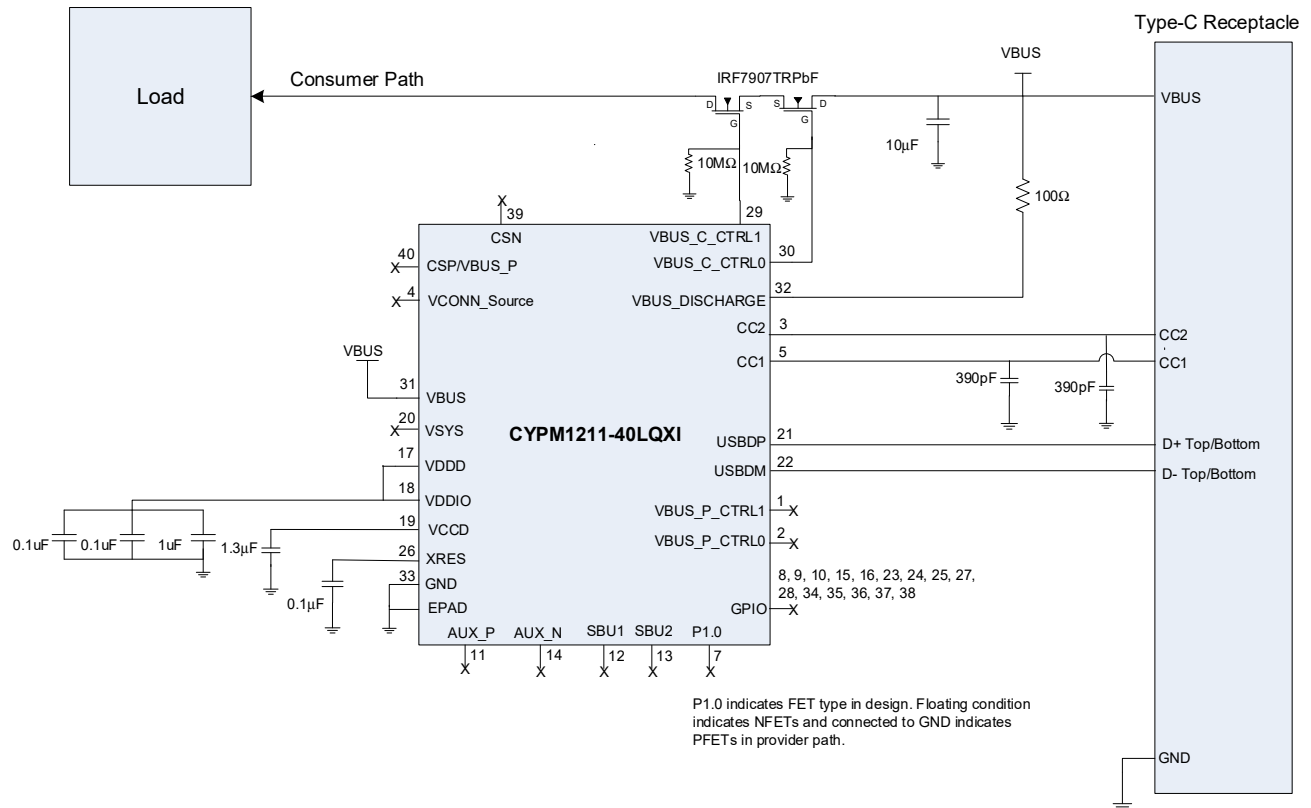 Type-C Receptacle
VBUS
Load
Consumer Path
IRF7907TRPbF
D
S
G
S
D
G
VBUS
10µF
10MΩ
10MΩ
100Ω
X
39
29
CSN
VBUS_C_CTRL1
30
VBUS_C_CTRL0
40
X
CSP/VBUS_P
32
VBUS_DISCHARGE
4
X
VCONN_Source
3
CC2
CC2
5
CC1
CC1
390pF
390pF
VBUS
31
VBUS
20
X
VSYS
CYPM1211-40LQXI
17
VDDD
18
VDDIO
19
VCCD
26
XRES
33
GND
EPAD
0.1uF
0.1uF
1uF
1.3µF
0.1µF
USBDP
21
D+ Top/Bottom
USBDM
22
D- Top/Bottom
VBUS_P_CTRL1
1
X
VBUS_P_CTRL0
2
X
8, 9, 10, 15, 16, 23, 24, 25, 27,
28, 34, 35, 36, 37, 38
GPIO
X
AUX_P
AUX_N
SBU1
SBU2
P1.0
11
14
12
13
7
X
X
X
X
X
P1.0 indicates FET type in design. Floating condition
indicates NFETs and connected to GND indicates
PFETs in provider path.
GND